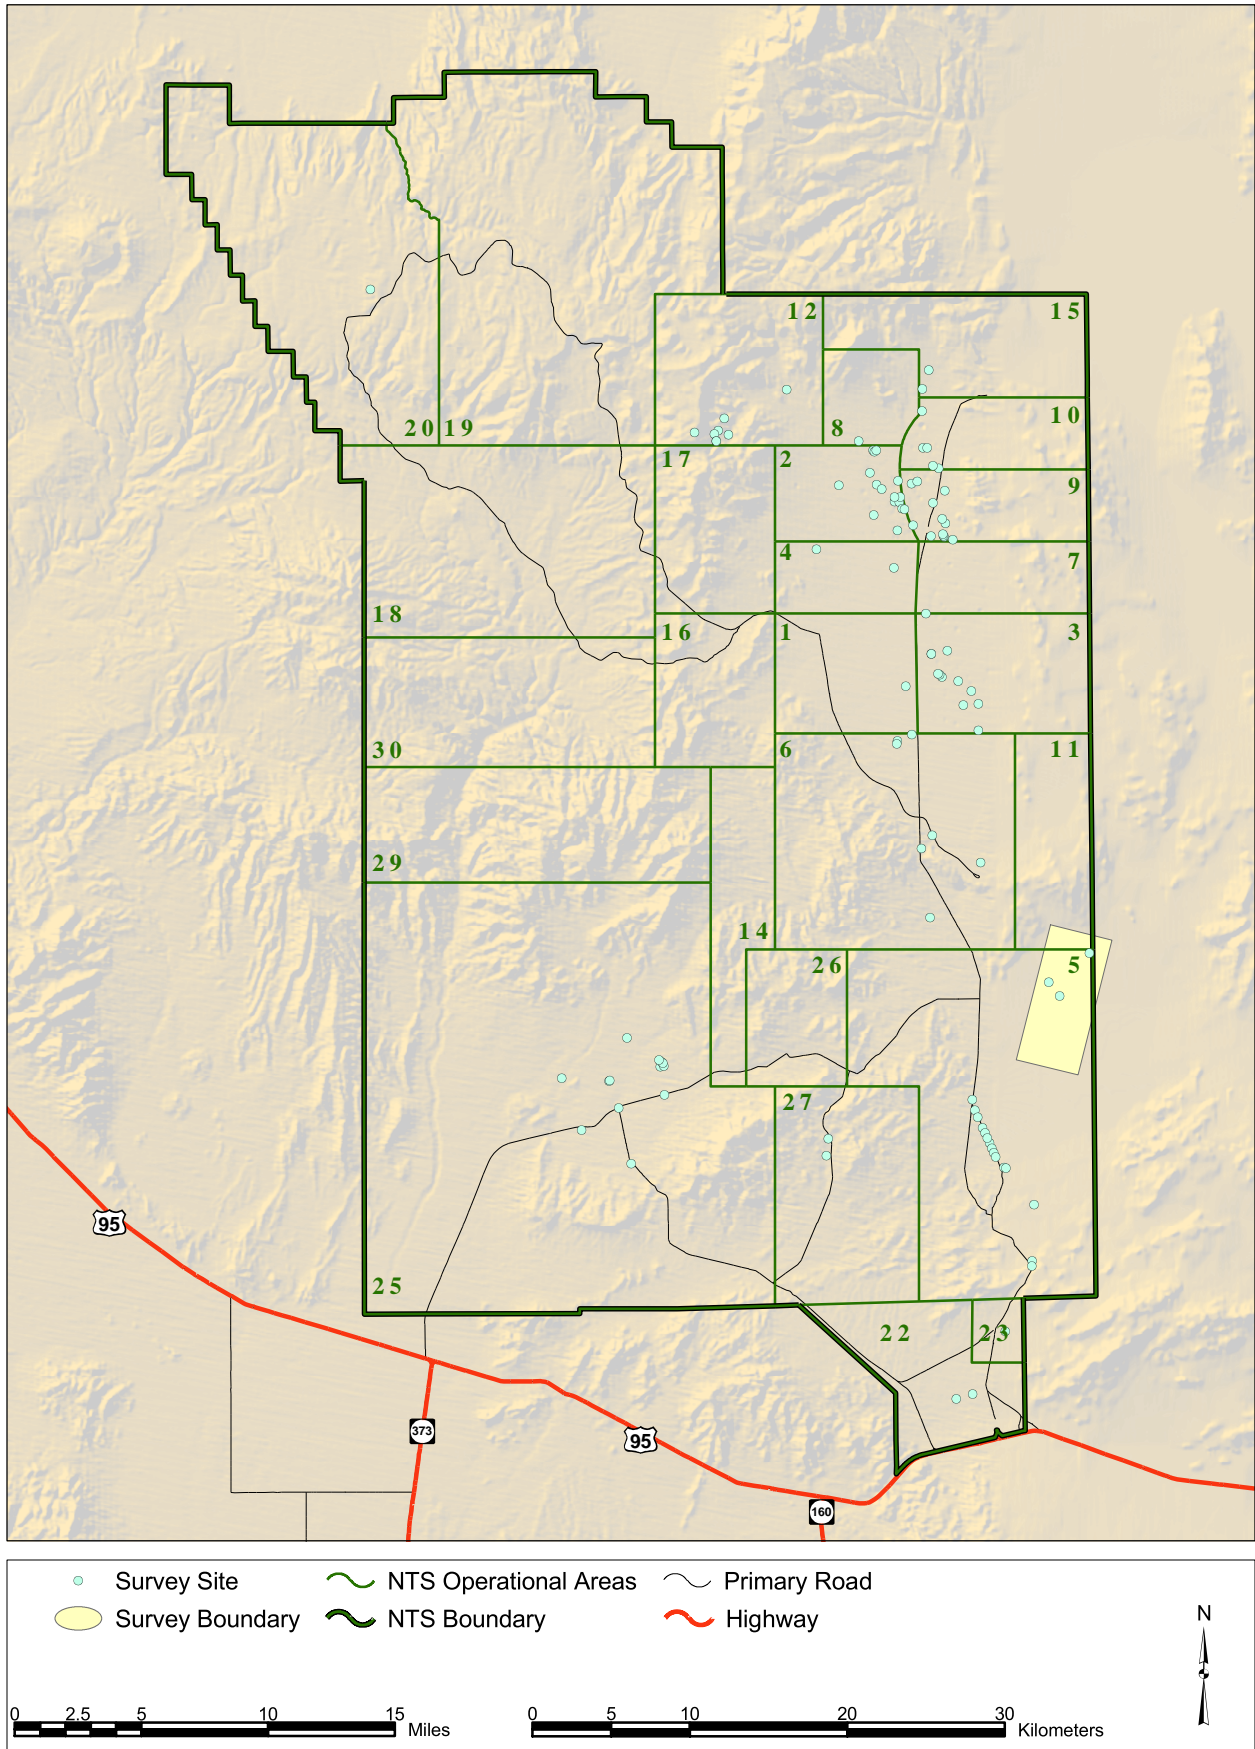 12
15
10
20
19
8
17
2
9
4
7
18
16
1
3
30
6
11
29
14
26
5
27
95
25
22
23
373
95
160
Survey Site
NTS Operational Areas
Primary Road
Survey Boundary
NTS Boundary
Highway
N
0 2.5 5 10 15
Miles
0 5 10 20 30
Kilometers